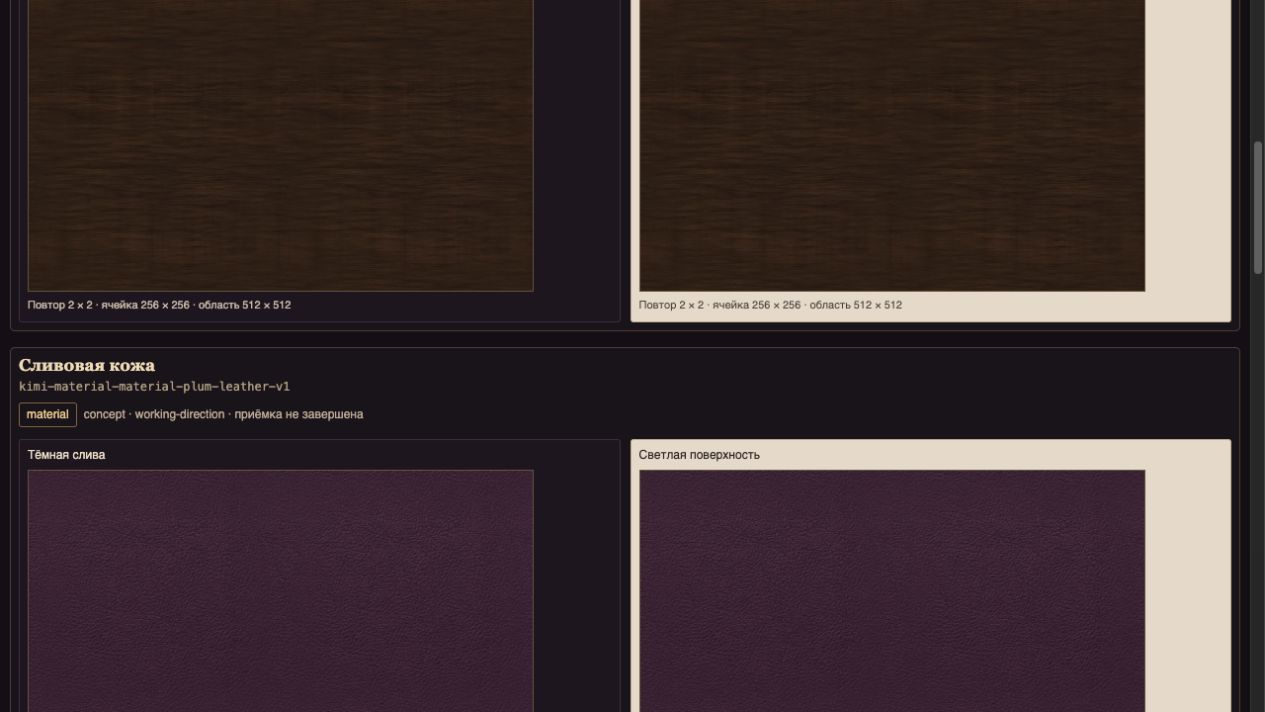 Повтор 2 × 2 · ячейка 256 × 256 · область 512 × 512
Повтор 2 × 2 · ячейка 256 × 256 · область 512 × 512
Сливовая кожа
kimi-material-material-plum-leather-v1
material concept · working-direction · приёмка не завершена
Тёмная слива
Светлая поверхность